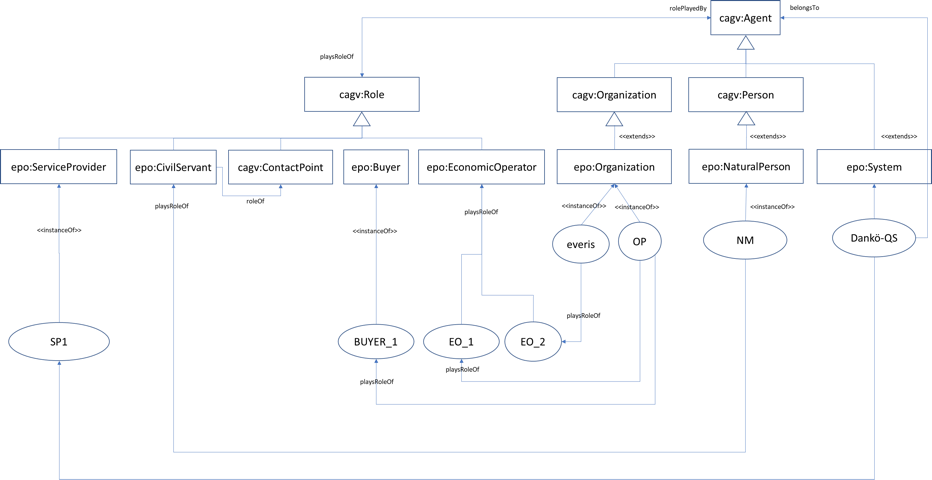 rolePlayedBy
belongsTo
cagv:Agent
playsRoleOf
cagv:Role
cagv:Organization
cagv:Person
<<extends>>
<<extends>>
<<extends>>
epo:ServiceProvider
epo:CivilServant
cagv:ContactPoint
epo:Buyer
epo:EconomicOperator
epo:Organization
epo:NaturalPerson
epo:System
roleOf
playsRoleOf
playsRoleOf
<<instanceOf>>
<<instanceOf>>
<<instanceOf>>
<<instanceOf>>
<<instanceOf>>
everis
OP
NM
Dankö-QS
playsRoleOf
SP1
BUYER_1
EO_1
EO_2
playsRoleOf
playsRoleOf